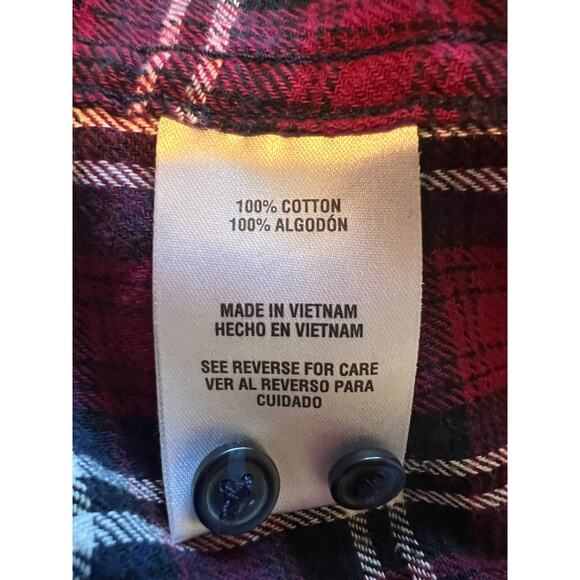 100% COTTON
100% ALGODÓN
MADE IN VIETNAM
HECHO EN VIETNAM
SEE REVERSE FOR CARE
VER AL REVERSO PARA
CUIDADO